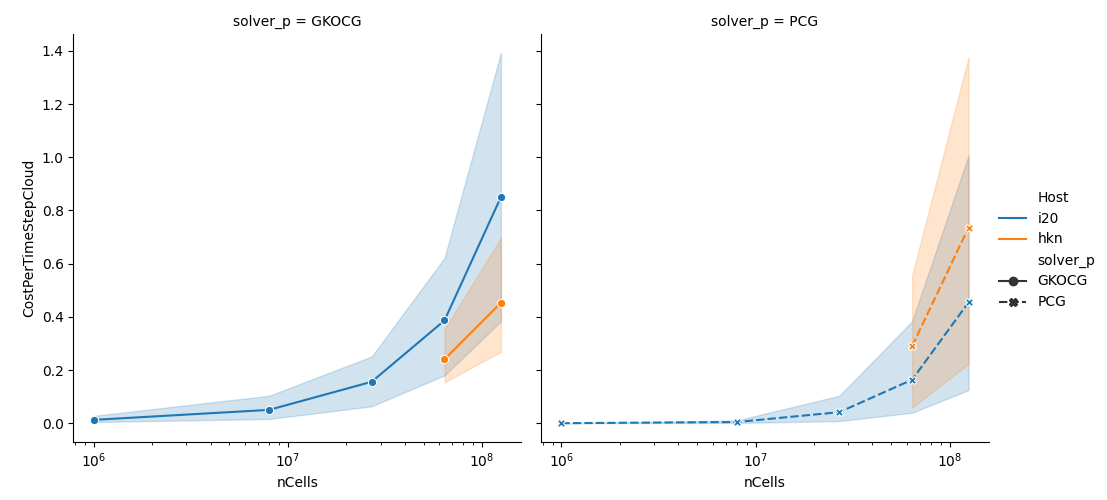 solver_p = GKOCG
solver_p = PCG
CostPerTimeStepCloud
1.4
1.2
1.0
0.8
0.6
0.4
0.2
0.0
10^6
10^7
10^8
nCells
10^6
10^7
10^8
nCells
Host
i20
hkn
solver_p
GKOCG
PCG